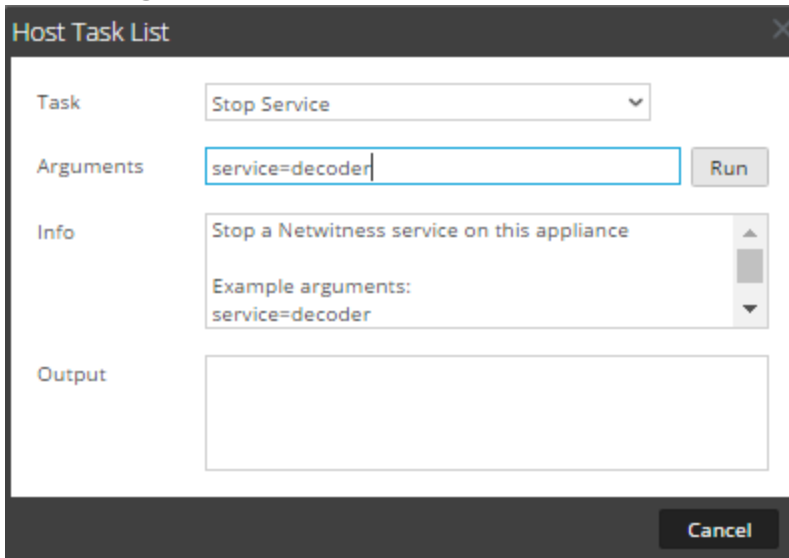 Host Task List
Task
Stop Service
Arguments
service=decoder
Run
Info
Stop a Netwitness service on this appliance
Example arguments:
service=decoder
Output
Cancel